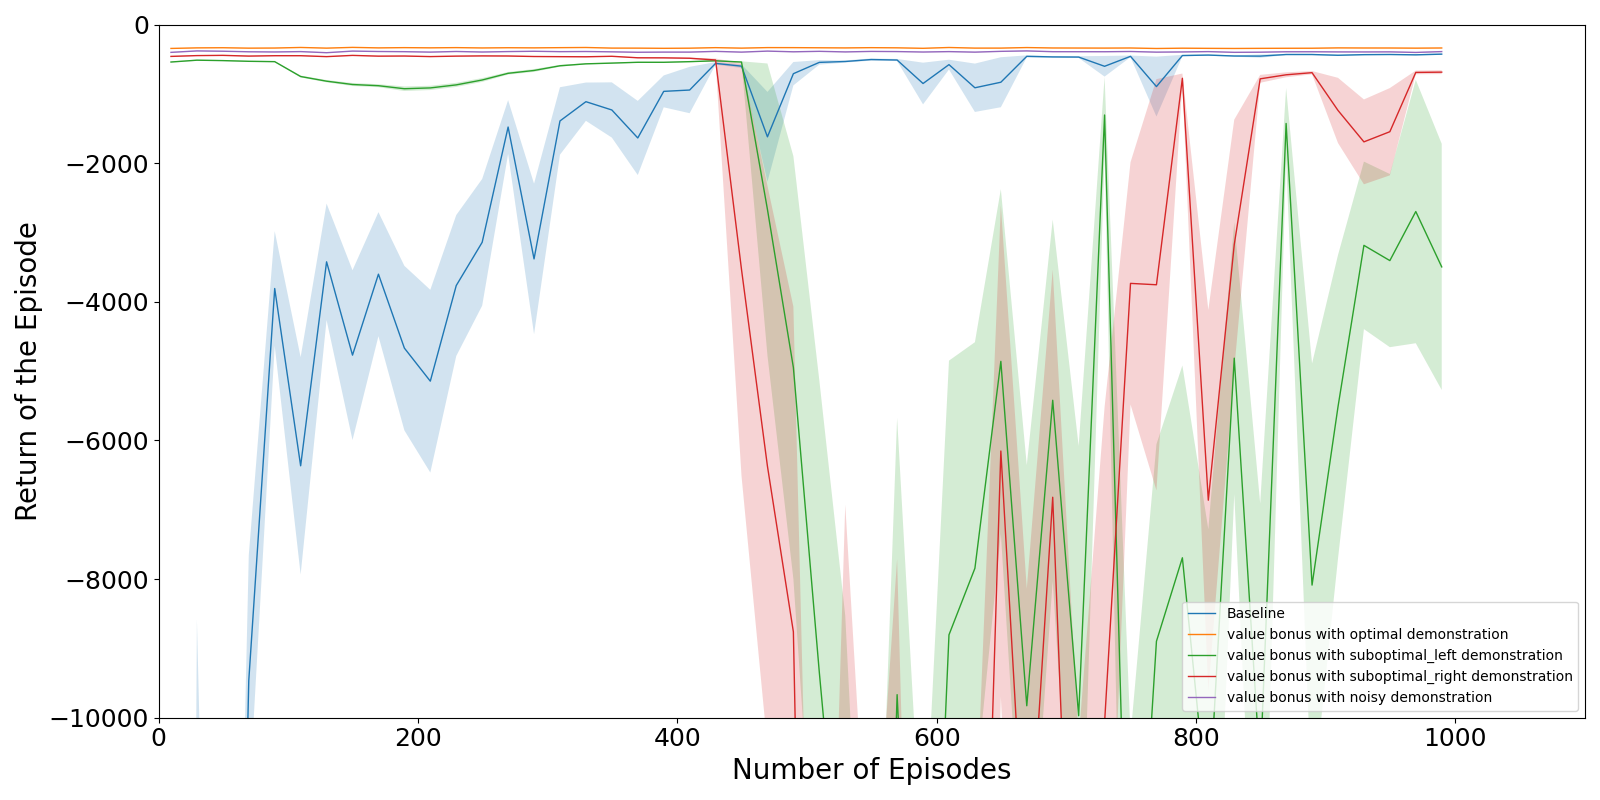 0
−2000
−4000
−6000
−8000
−10000
Return of the Episode
Baseline
value bonus with optimal demonstration
value bonus with suboptimal_left demonstration
value bonus with suboptimal_right demonstration
value bonus with noisy demonstration
0 200 400 600 800 1000
Number of Episodes